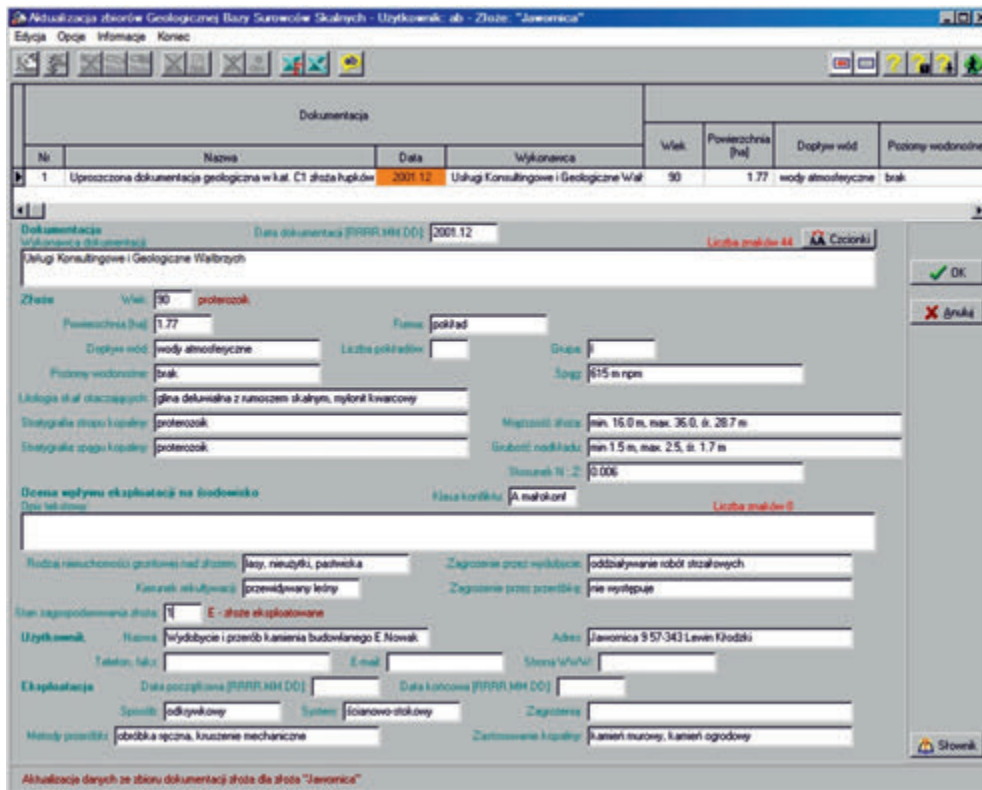 Aktualizacja zbiorów Geologicznej Bazy Surowców Skalnych - Użytkownik: ab - Złoże: "Jawornica"
Edycja Opcje Informacje Koniec
Dokumentacja
Nr Nazwa Data Wykonawca Wiek Powierzchnia [ha] Dopływ wód Poziomy wodonośne
1 Uproszczona dokumentacja geologiczna w kat. C1 złoża łupków 2001.12 Usługi Konsultingowe i Geologiczne Wał 90 1.77 wody atmosferyczne brak
Dokumentacja Data dokumentacji [RRRR.MM.DD]: 2001.12
Wykonawca dokumentacji: Liczba znaków 44 Czcionki
Usługi Konsultingowe i Geologiczne Wałbrzych
OK
Złoże Wiek: 90 proterozoik
Anuluj
Powierzchnia [ha]: 1.77 Forma: pokład
Dopływ wód: wody atmosferyczne Liczba pokładów: Grupa:
Poziomy wodonośne: brak Spąg: 615 m npm
Litologia skał otaczających: glina deluwialna z rumoszem skalnym, mylonit kwarcowy
Stratygrafia stropu kopaliny: proterozoik Miąższość złoża: min. 16.0 m, max. 36.0, śr. 28.7 m
Stratygrafia spągu kopaliny: proterozoik Grubość nadkładu: min 1.5 m, max. 2.5, śr. 1.7 m
Stosunek N : Z: 0.006
Ocena wpływu eksploatacji na środowisko Klasa konfliktu: A małokonf
Opis tekstowy: Liczba znaków 0
Rodzaj nieruchomości gruntowej nad złożem: lasy, nieużytki, pastwiska Zagrożenie przez wydobycie: oddziaływanie robót strzałowych
Kierunek rekultywacji: przewidywany leśny Zagrożenie przez przeróbkę: nie występuje
Stan zagospodarowania złoża: 1 E - złoże eksploatowane
Użytkownik Nazwa: Wydobycie i przerób kamienia budowlanego E.Nowak Adres: Jawornica 9 57-343 Lewin Kłodzki
Telefon, faks: E-mail: Strona WWW:
Eksploatacja Data początkowa [RRRR.MM.DD]: Data końcowa [RRRR.MM.DD]:
Sposób: odkrywkowy System: ścianowo-stokowy Zagrożenia:
Metody przeróbki: obróbka ręczna, kruszenie mechaniczne Zastosowanie kopaliny: kamień murowy, kamień ogrodowy
Słownik
Aktualizacja danych ze zbioru dokumentacji złoża dla złoża "Jawornica"